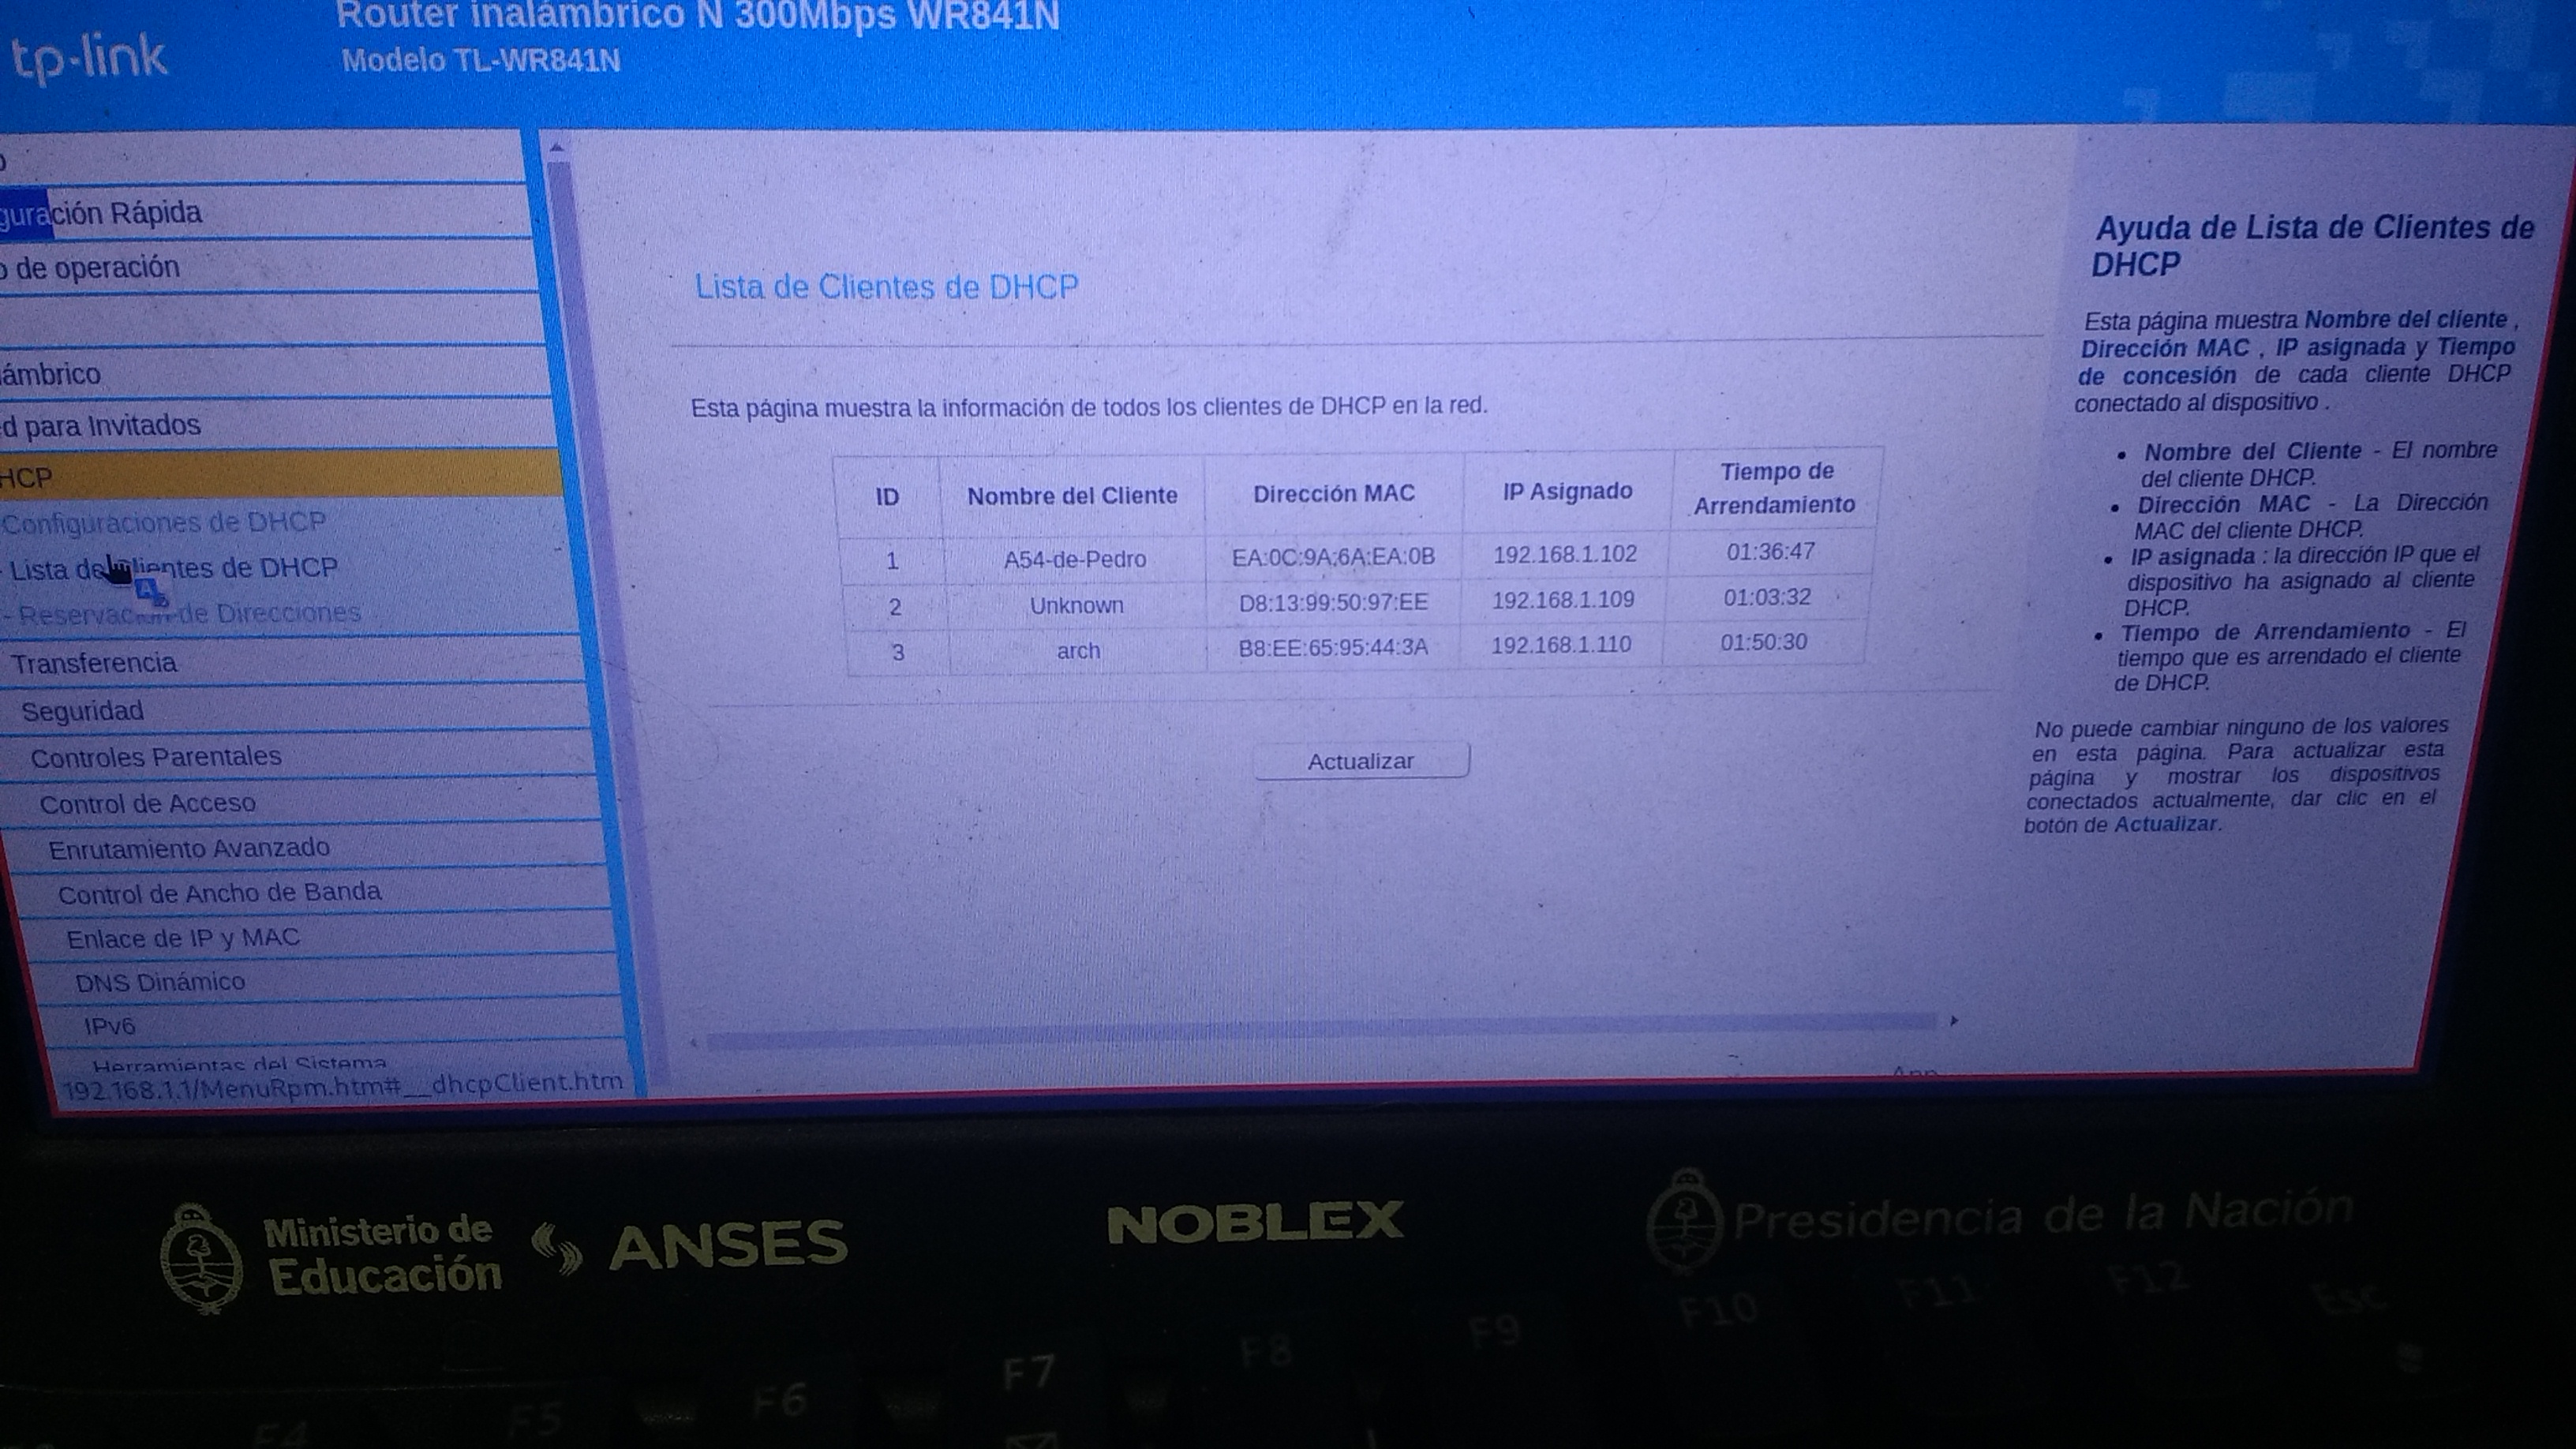 Router inalámbrico N 300Mbps WR841N
tp-link
Modelo TL-WR841N
guración Rápida
o de operación
lámbrico
d para Invitados
HCP
Configuraciones de DHCP
- Lista de Clientes de DHCP
- Reservación de Direcciones
Transferencia
Seguridad
Controles Parentales
Control de Acceso
Enrutamiento Avanzado
Control de Ancho de Banda
Enlace de IP y MAC
DNS Dinámico
IPv6
Herramientas del Sistema
192.168.1.1/MenuRpm.htm#__dhcpClient.htm
Lista de Clientes de DHCP
Esta página muestra la información de todos los clientes de DHCP en la red.
ID Nombre del Cliente Dirección MAC IP Asignado Tiempo de Arrendamiento
1 A54-de-Pedro EA:0C:9A:6A:EA:0B 192.168.1.102 01:36:47
2 Unknown D8:13:99:50:97:EE 192.168.1.109 01:03:32
3 arch B8:EE:65:95:44:3A 192.168.1.110 01:50:30
Actualizar
Ayuda de Lista de Clientes de
DHCP
Esta página muestra Nombre del cliente ,
Dirección MAC , IP asignada y Tiempo
de concesión de cada cliente DHCP
conectado al dispositivo .
• Nombre del Cliente - El nombre
del cliente DHCP.
• Dirección MAC - La Dirección
MAC del cliente DHCP.
• IP asignada : la dirección IP que el
dispositivo ha asignado al cliente
DHCP.
• Tiempo de Arrendamiento - El
tiempo que es arrendado el cliente
de DHCP.
No puede cambiar ninguno de los valores
en esta página. Para actualizar esta
página y mostrar los dispositivos
conectados actualmente, dar clic en el
botón de Actualizar.
Ministerio de
Educación
ANSES
NOBLEX
Presidencia de la Nación
F4 F5 F6 F7 F8 F9 F10 F11 F12 Esc